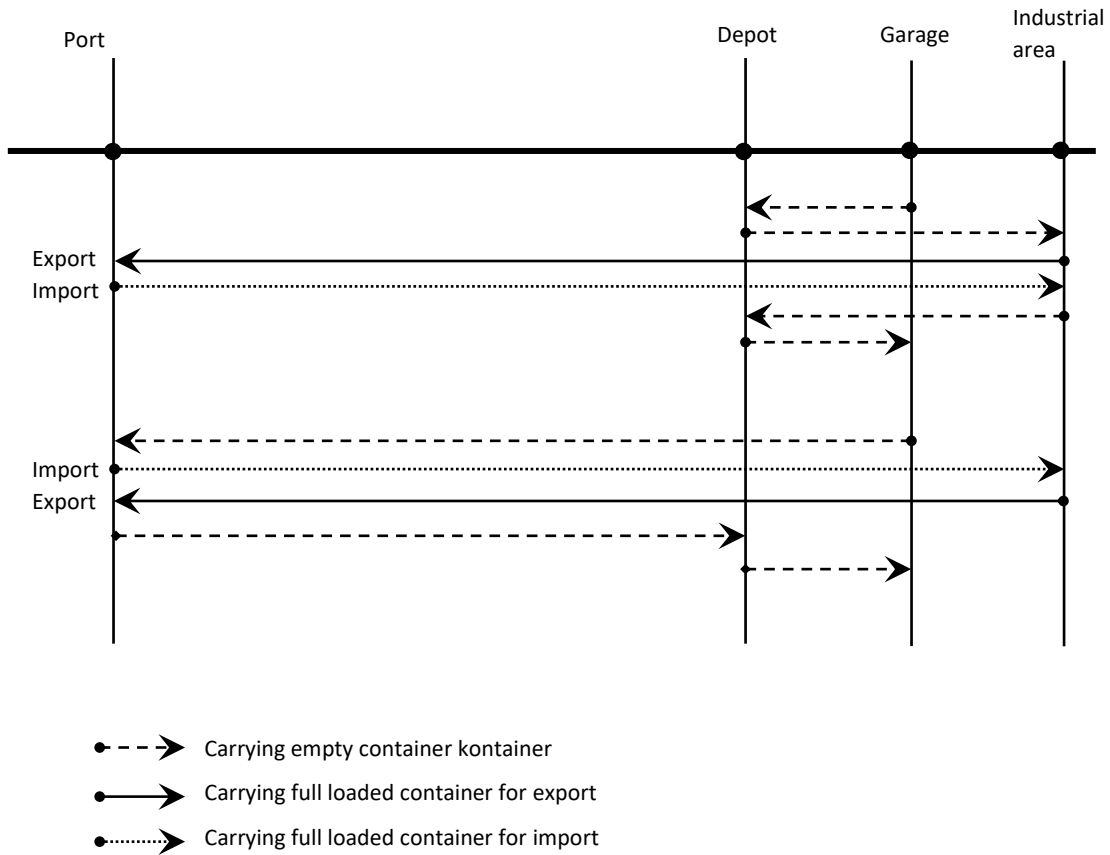 Port
Depot
Garage
Industrial
area
Export
Import
Import
Export
Carrying empty container kontainer
Carrying full loaded container for export
Carrying full loaded container for import